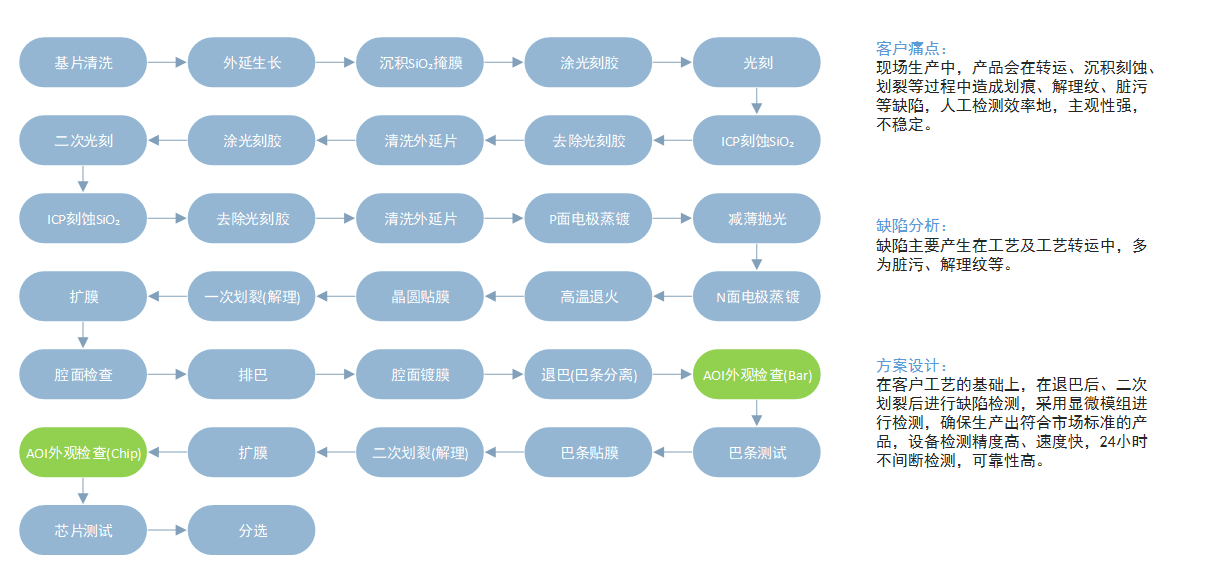 基片清洗
外延生长
沉积SiO₂掩膜
涂光刻胶
光刻
二次光刻
涂光刻胶
清洗外延片
去除光刻胶
ICP刻蚀SiO₂
ICP刻蚀SiO₂
去除光刻胶
清洗外延片
P面电极蒸镀
减薄抛光
扩膜
一次划裂(解理)
晶圆贴膜
高温退火
N面电极蒸镀
腔面检查
排巴
腔面镀膜
退巴(巴条分离)
AOI外观检查(Bar)
AOI外观检查(Chip)
扩膜
二次划裂(解理)
巴条贴膜
巴条测试
芯片测试
分选
客户痛点：
现场生产中，产品会在转运、沉积刻蚀、
划裂等过程中造成划痕、解理纹、脏污
等缺陷，人工检测效率地，主观性强，
不稳定。
缺陷分析：
缺陷主要产生在工艺及工艺转运中，多
为脏污、解理纹等。
方案设计：
在客户工艺的基础上，在退巴后、二次
划裂后进行缺陷检测，采用显微模组进
行检测，确保生产出符合市场标准的产
品，设备检测精度高、速度快，24小时
不间断检测，可靠性高。